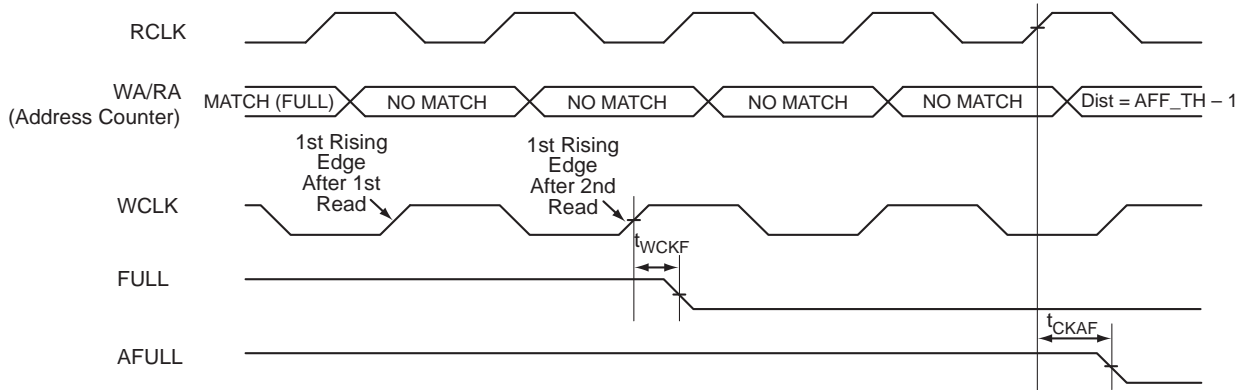 RCLK
WA/RA
(Address Counter)
MATCH (FULL)
NO MATCH
NO MATCH
NO MATCH
NO MATCH
Dist = AFF_TH – 1
1st Rising
Edge
After 1st
Read
1st Rising
Edge
After 2nd
Read
WCLK
tWCKF
FULL
tCKAF
AFULL